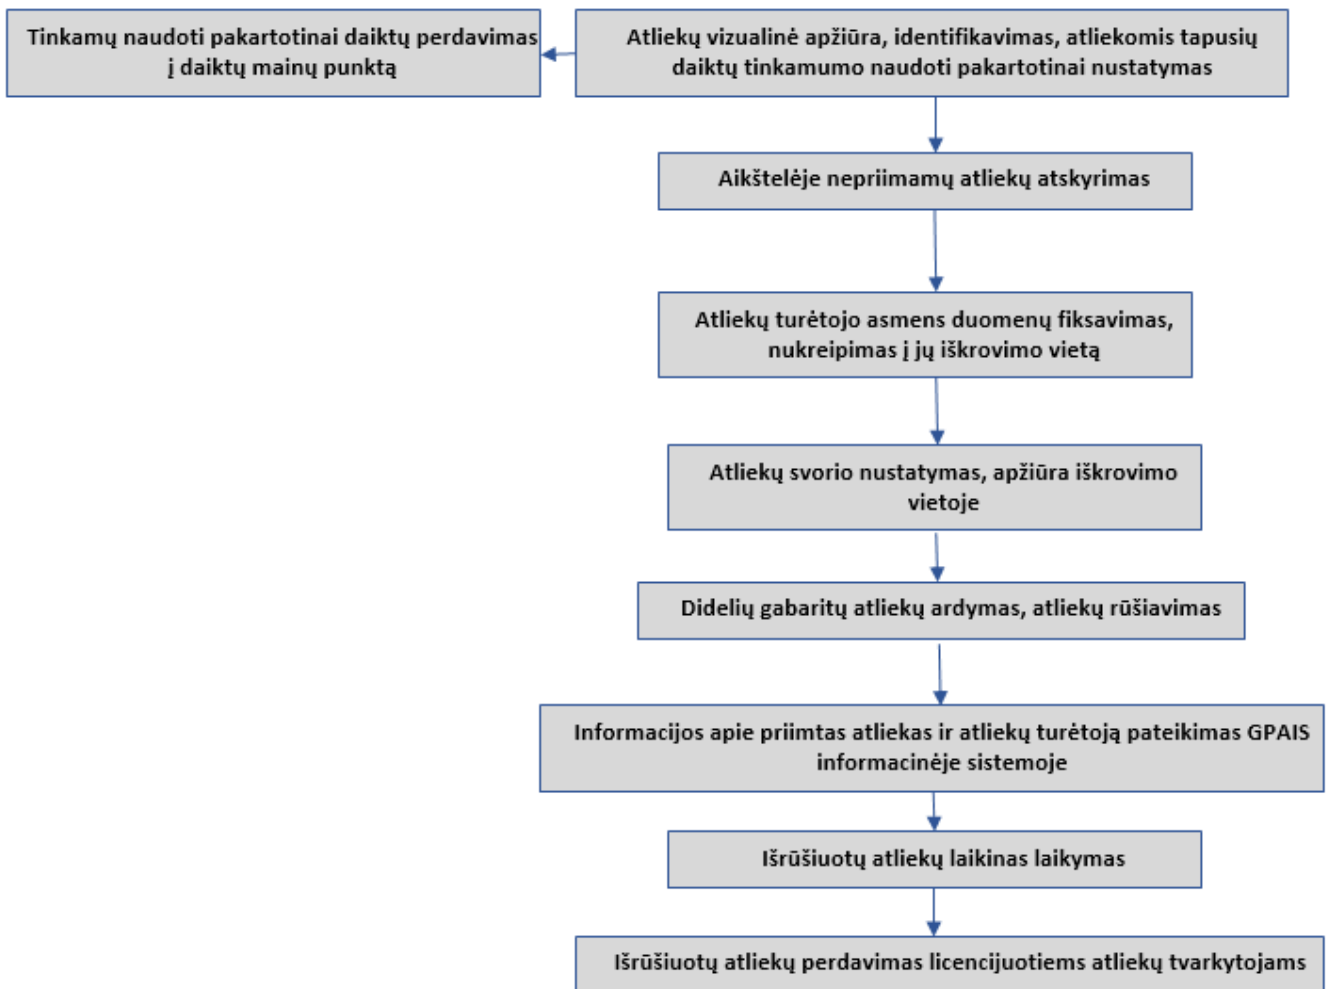 Tinkamų naudoti pakartotinai daiktų perdavimas
į daiktų mainų punktą
Atliekų vizualinė apžiūra, identifikavimas, atliekomis tapusių
daiktų tinkamumo naudoti pakartotinai nustatymas
Aikštelėje nepriimamų atliekų atskyrimas
Atliekų turėtojo asmens duomenų fiksavimas,
nukreipimas į jų iškrovimo vietą
Atliekų svorio nustatymas, apžiūra iškrovimo
vietoje
Didelių gabaritų atliekų ardymas, atliekų rūšiavimas
Informacijos apie priimtas atliekas ir atliekų turėtoją pateikimas GPAIS
informacinėje sistemoje
Išrūšiuotų atliekų laikinas laikymas
Išrūšiuotų atliekų perdavimas licencijuotiems atliekų tvarkytojams